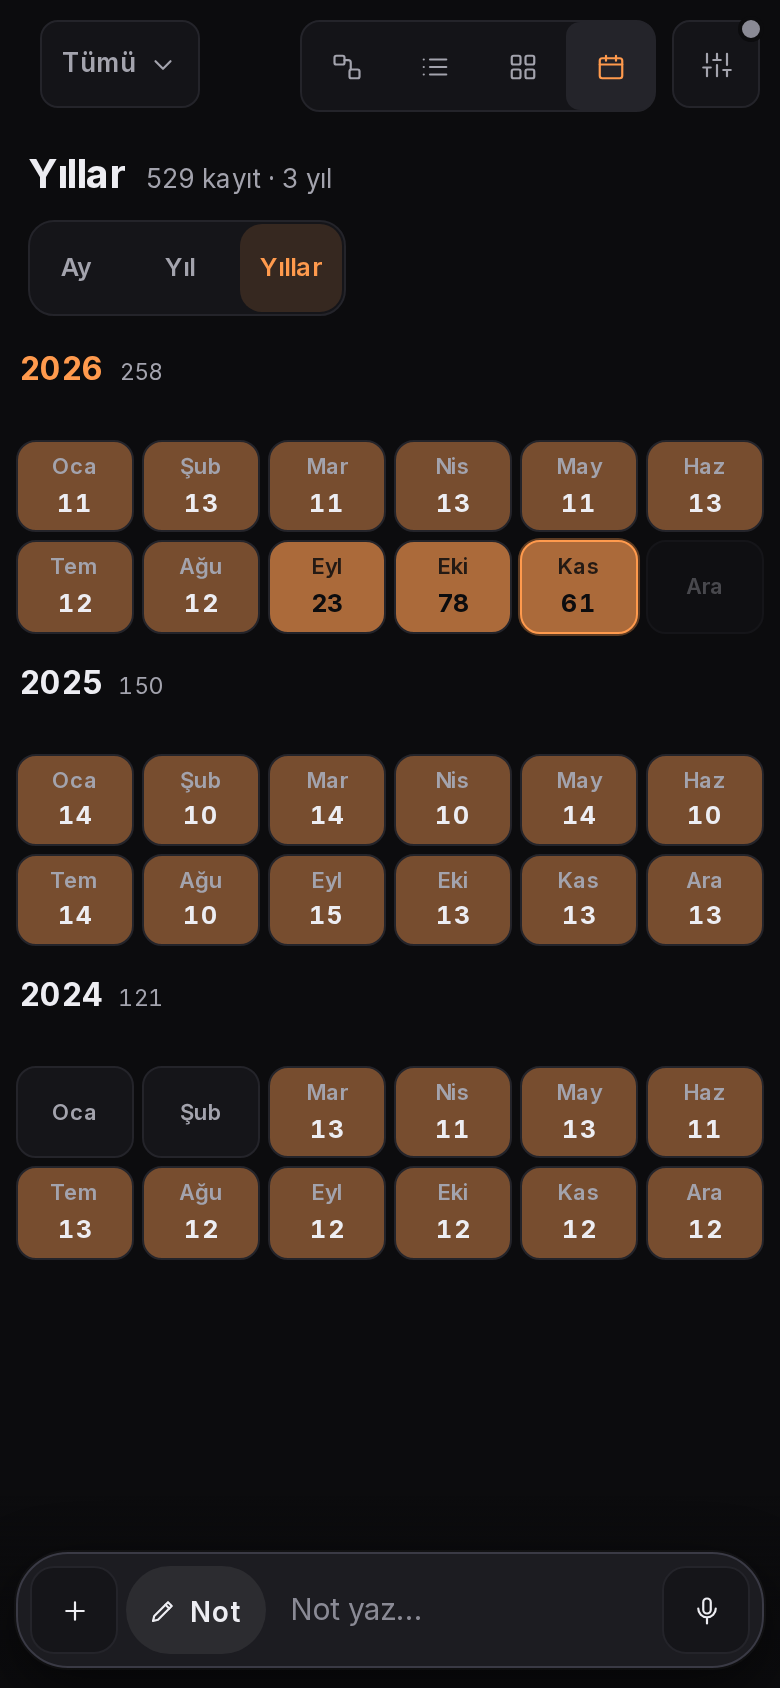 Tümü
Yıllar 529 kayıt · 3 yıl
Ay Yıl Yıllar
2026 258
Oca Şub Mar Nis May Haz
11 13 11 13 11 13
Tem Ağu Eyl Eki Kas Ara
12 12 23 78 61
2025 150
Oca Şub Mar Nis May Haz
14 10 14 10 14 10
Tem Ağu Eyl Eki Kas Ara
14 10 15 13 13 13
2024 121
Oca Şub Mar Nis May Haz
13 11 13 11
Tem Ağu Eyl Eki Kas Ara
13 12 12 12 12 12
Not Not yaz...